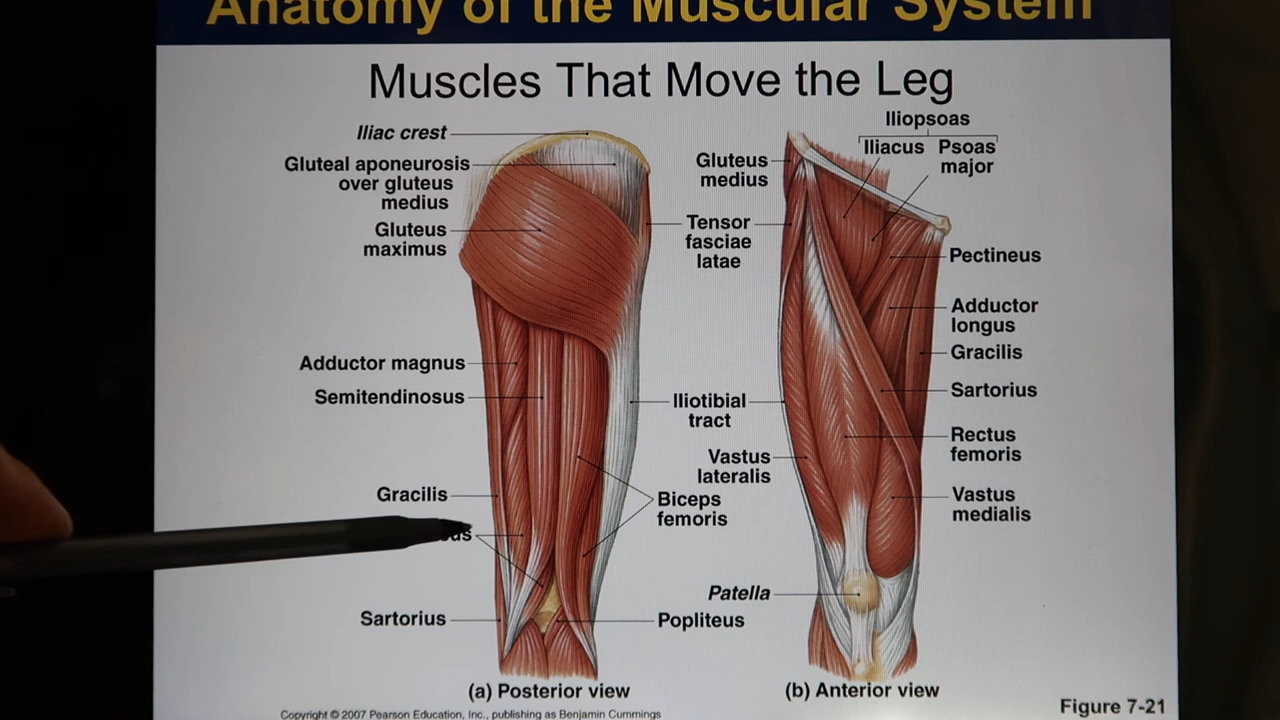 Anatomy of the Muscular System
Muscles That Move the Leg
Iliac crest
Gluteal aponeurosis
over gluteus
medius
Gluteus
maximus
Adductor magnus
Semitendinosus
Gracilis
Sartorius
Gluteus
medius
Tensor
fasciae
latae
Iliotibial
tract
Vastus
lateralis
Biceps
femoris
Patella
Popliteus
Iliopsoas
Iliacus Psoas
major
Pectineus
Adductor
longus
Gracilis
Sartorius
Rectus
femoris
Vastus
medialis
(a) Posterior view
(b) Anterior view
Figure 7-21
Copyright © 2007 Pearson Education, Inc., publishing as Benjamin Cummings